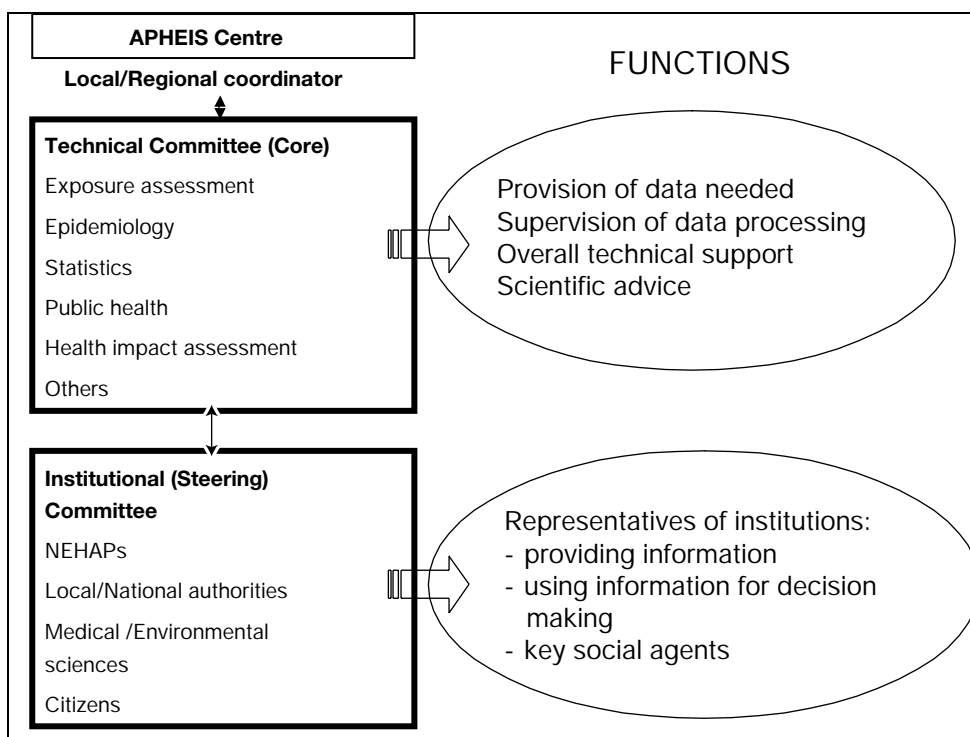 APHEIS Centre
Local/Regional coordinator
FUNCTIONS
Technical Committee (Core)
Exposure assessment
Epidemiology
Statistics
Public health
Health impact assessment
Others
Provision of data needed
Supervision of data processing
Overall technical support
Scientific advice
Institutional (Steering)
Committee
NEHAPs
Local/National authorities
Medical /Environmental
sciences
Citizens
Representatives of institutions:
- providing information
- using information for decision
making
- key social agents